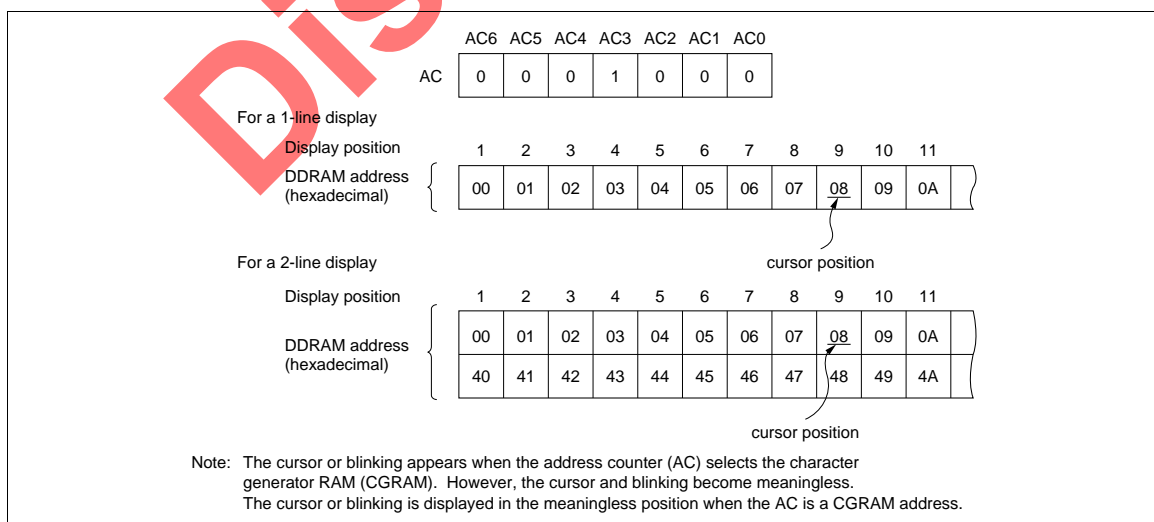 Dis
AC6 AC5 AC4 AC3 AC2 AC1 AC0
AC 0 0 0 1 0 0 0
For a 1-line display
Display position 1 2 3 4 5 6 7 8 9 10 11
DDRAM address
(hexadecimal)
00 01 02 03 04 05 06 07 08 09 0A
cursor position
For a 2-line display
Display position 1 2 3 4 5 6 7 8 9 10 11
DDRAM address
(hexadecimal)
00 01 02 03 04 05 06 07 08 09 0A
40 41 42 43 44 45 46 47 48 49 4A
cursor position
Note: The cursor or blinking appears when the address counter (AC) selects the character
generator RAM (CGRAM). However, the cursor and blinking become meaningless.
The cursor or blinking is displayed in the meaningless position when the AC is a CGRAM address.